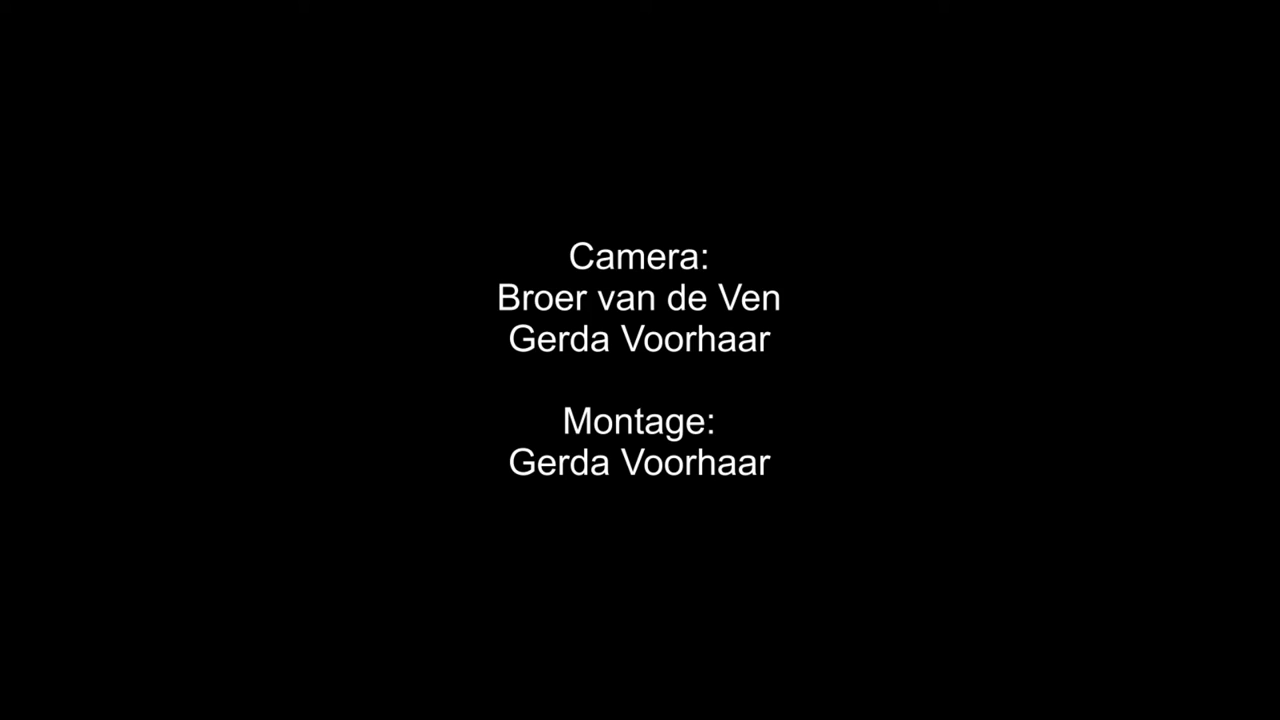 Camera:
Broer van de Ven
Gerda Voorhaar
Montage:
Gerda Voorhaar